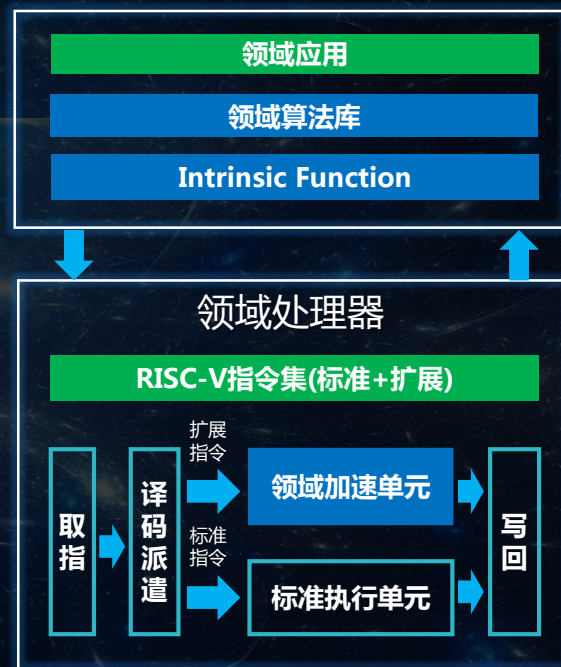 领域应用
领域算法库
Intrinsic Function
领域处理器
RISC-V指令集(标准+扩展)
取指
译码派遣
扩展
指令
标准
指令
领域加速单元
标准执行单元
写回